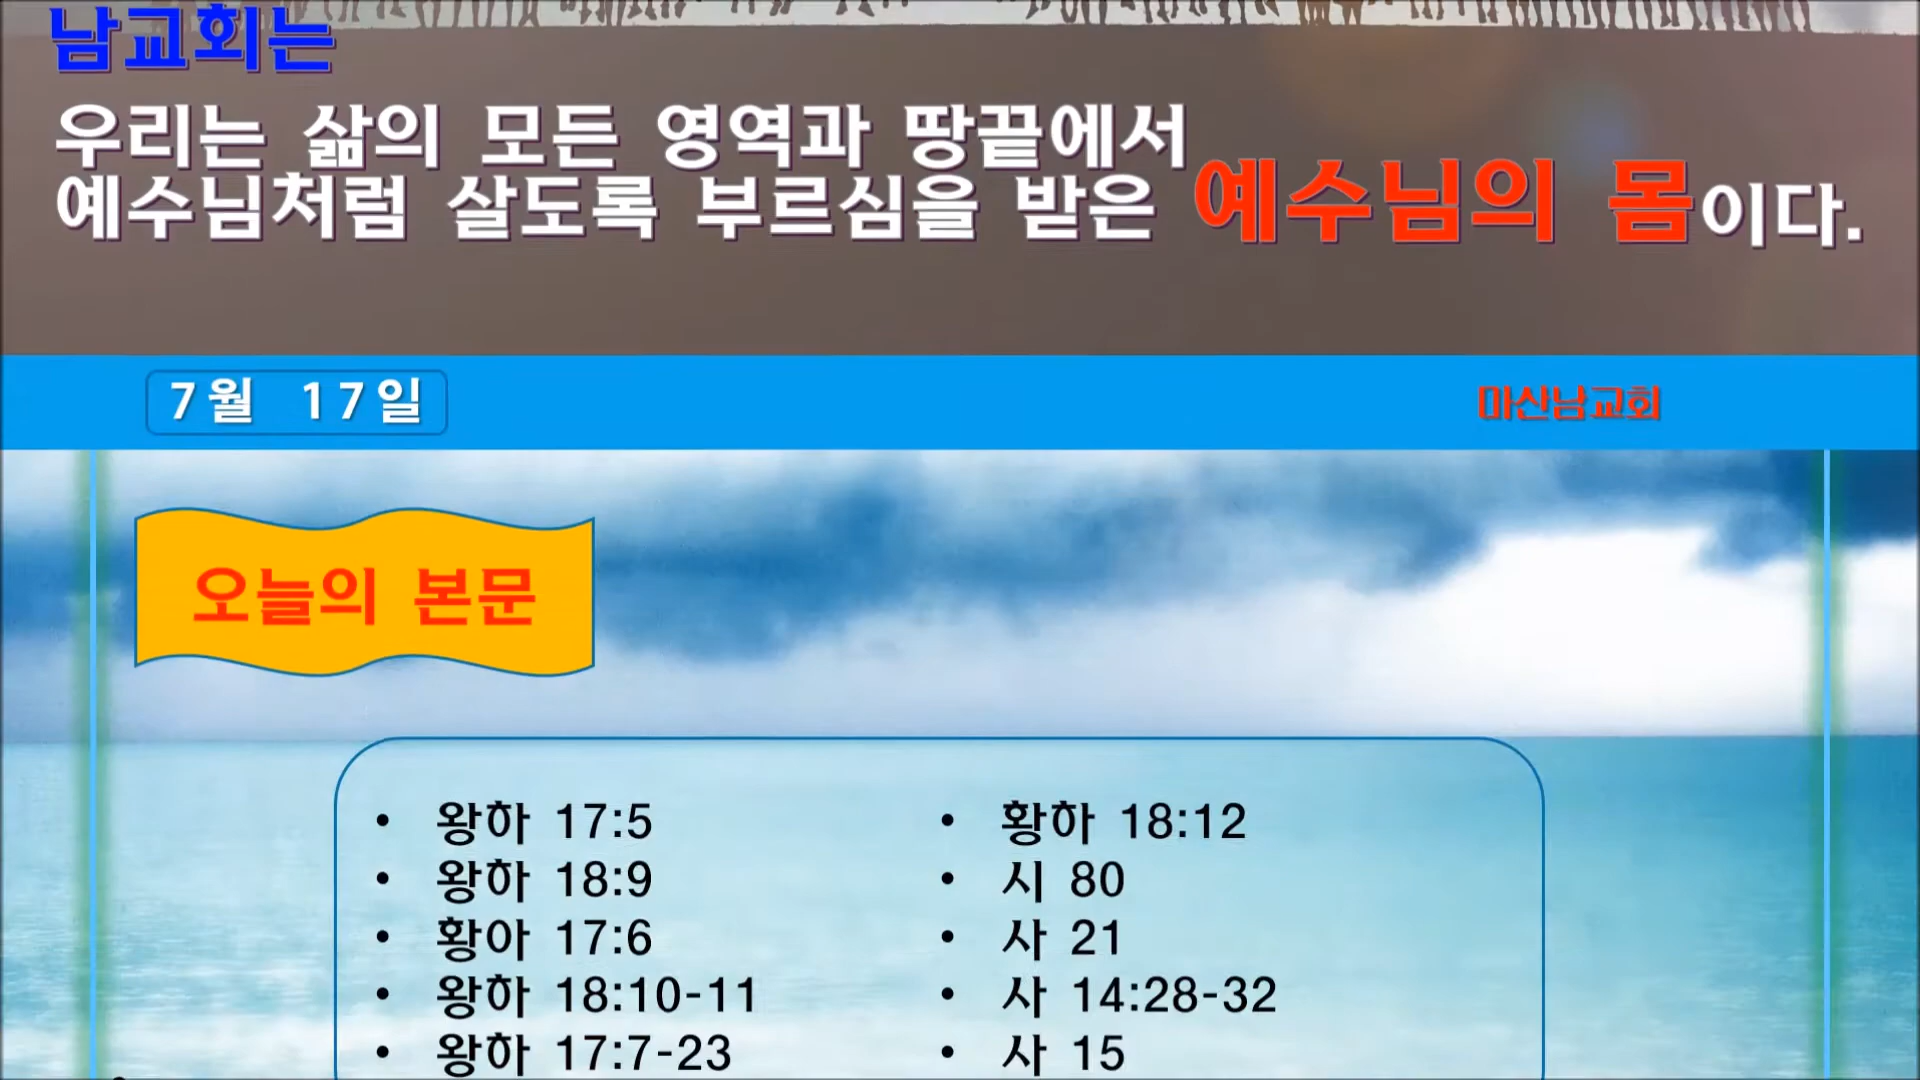 남교회는
우리는 삶의 모든 영역과 땅끝에서
예수님처럼 살도록 부르심을 받은 예수님의 몸이다.
7월 17일
마산남교회
오늘의 본문
• 왕하 17:5
• 왕하 18:9
• 황아 17:6
• 왕하 18:10-11
• 왕하 17:7-23
• 황하 18:12
• 시 80
• 사 21
• 사 14:28-32
• 사 15